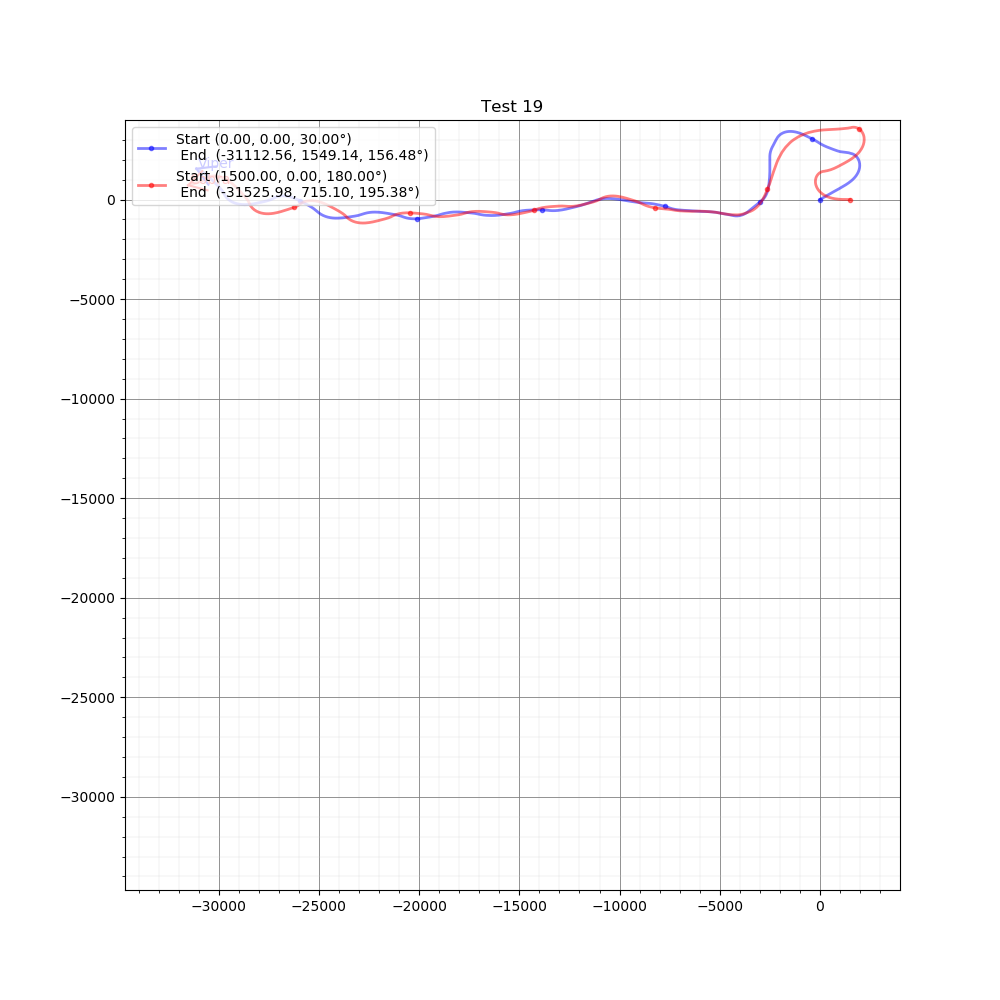 Test 19
Start (0.00, 0.00, 30.00°)
End (-31112.56, 1549.14, 156.48°)
Start (1500.00, 0.00, 180.00°)
End (-31525.98, 715.10, 195.38°)
Viper
0
−5000
−10000
−15000
−20000
−25000
−30000
−30000 −25000 −20000 −15000 −10000 −5000 0